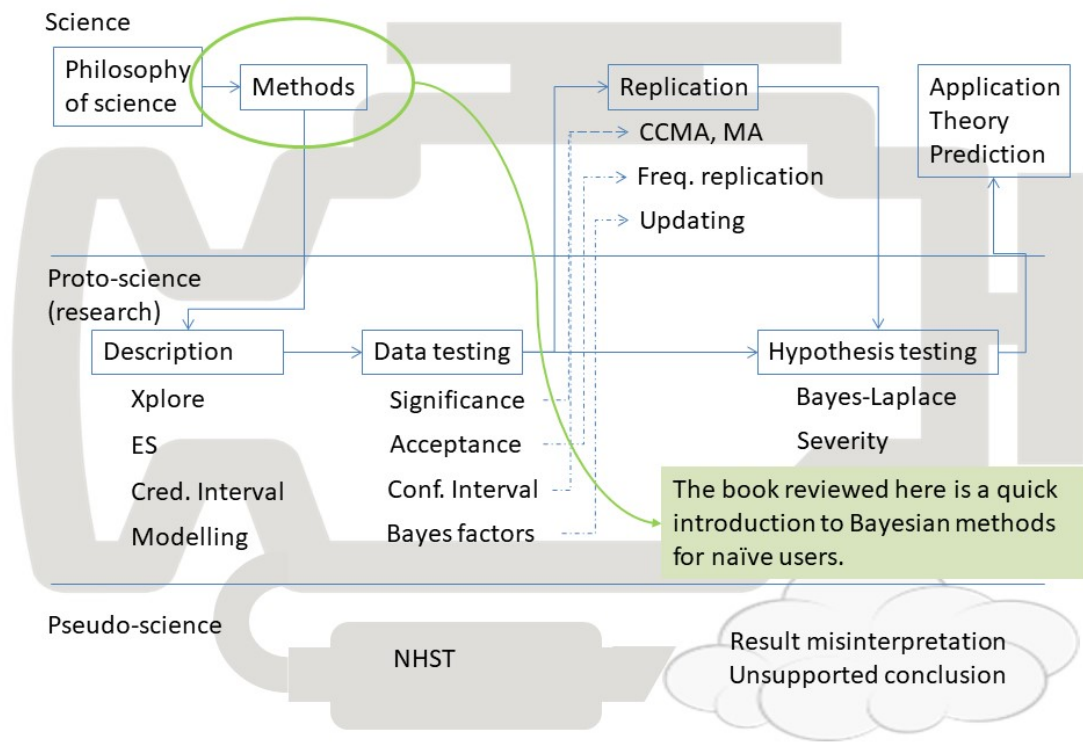 Science
Philosophy
of science
Methods
Replication
CCMA, MA
Freq. replication
Updating
Application
Theory
Prediction
Proto-science
(research)
Description
Xplore
ES
Cred. Interval
Modelling
Data testing
Significance
Acceptance
Conf. Interval
Bayes factors
Hypothesis testing
Bayes-Laplace
Severity
The book reviewed here is a quick
introduction to Bayesian methods
for naïve users.
Pseudo-science
NHST
Result misinterpretation
Unsupported conclusion